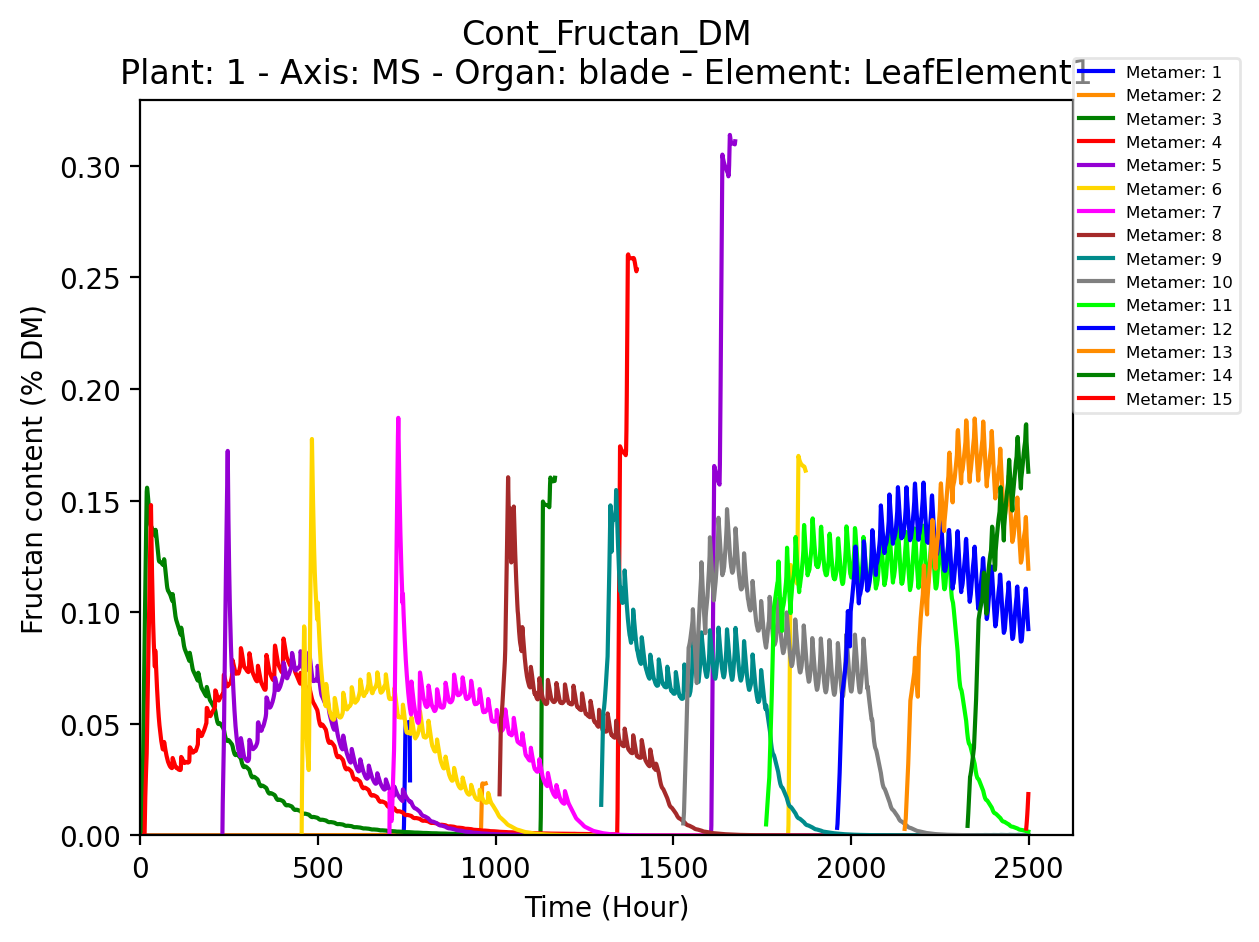 Cont_Fructan_DM
Plant: 1 - Axis: MS - Organ: blade - Element: LeafElement1
Metamer: 1
Metamer: 2
Metamer: 3
Metamer: 4
Metamer: 5
Metamer: 6
Metamer: 7
Metamer: 8
Metamer: 9
Metamer: 10
Metamer: 11
Metamer: 12
Metamer: 13
Metamer: 14
Metamer: 15
Fructan content (% DM)
0.30
0.25
0.20
0.15
0.10
0.05
0.00
0 500 1000 1500 2000 2500
Time (Hour)